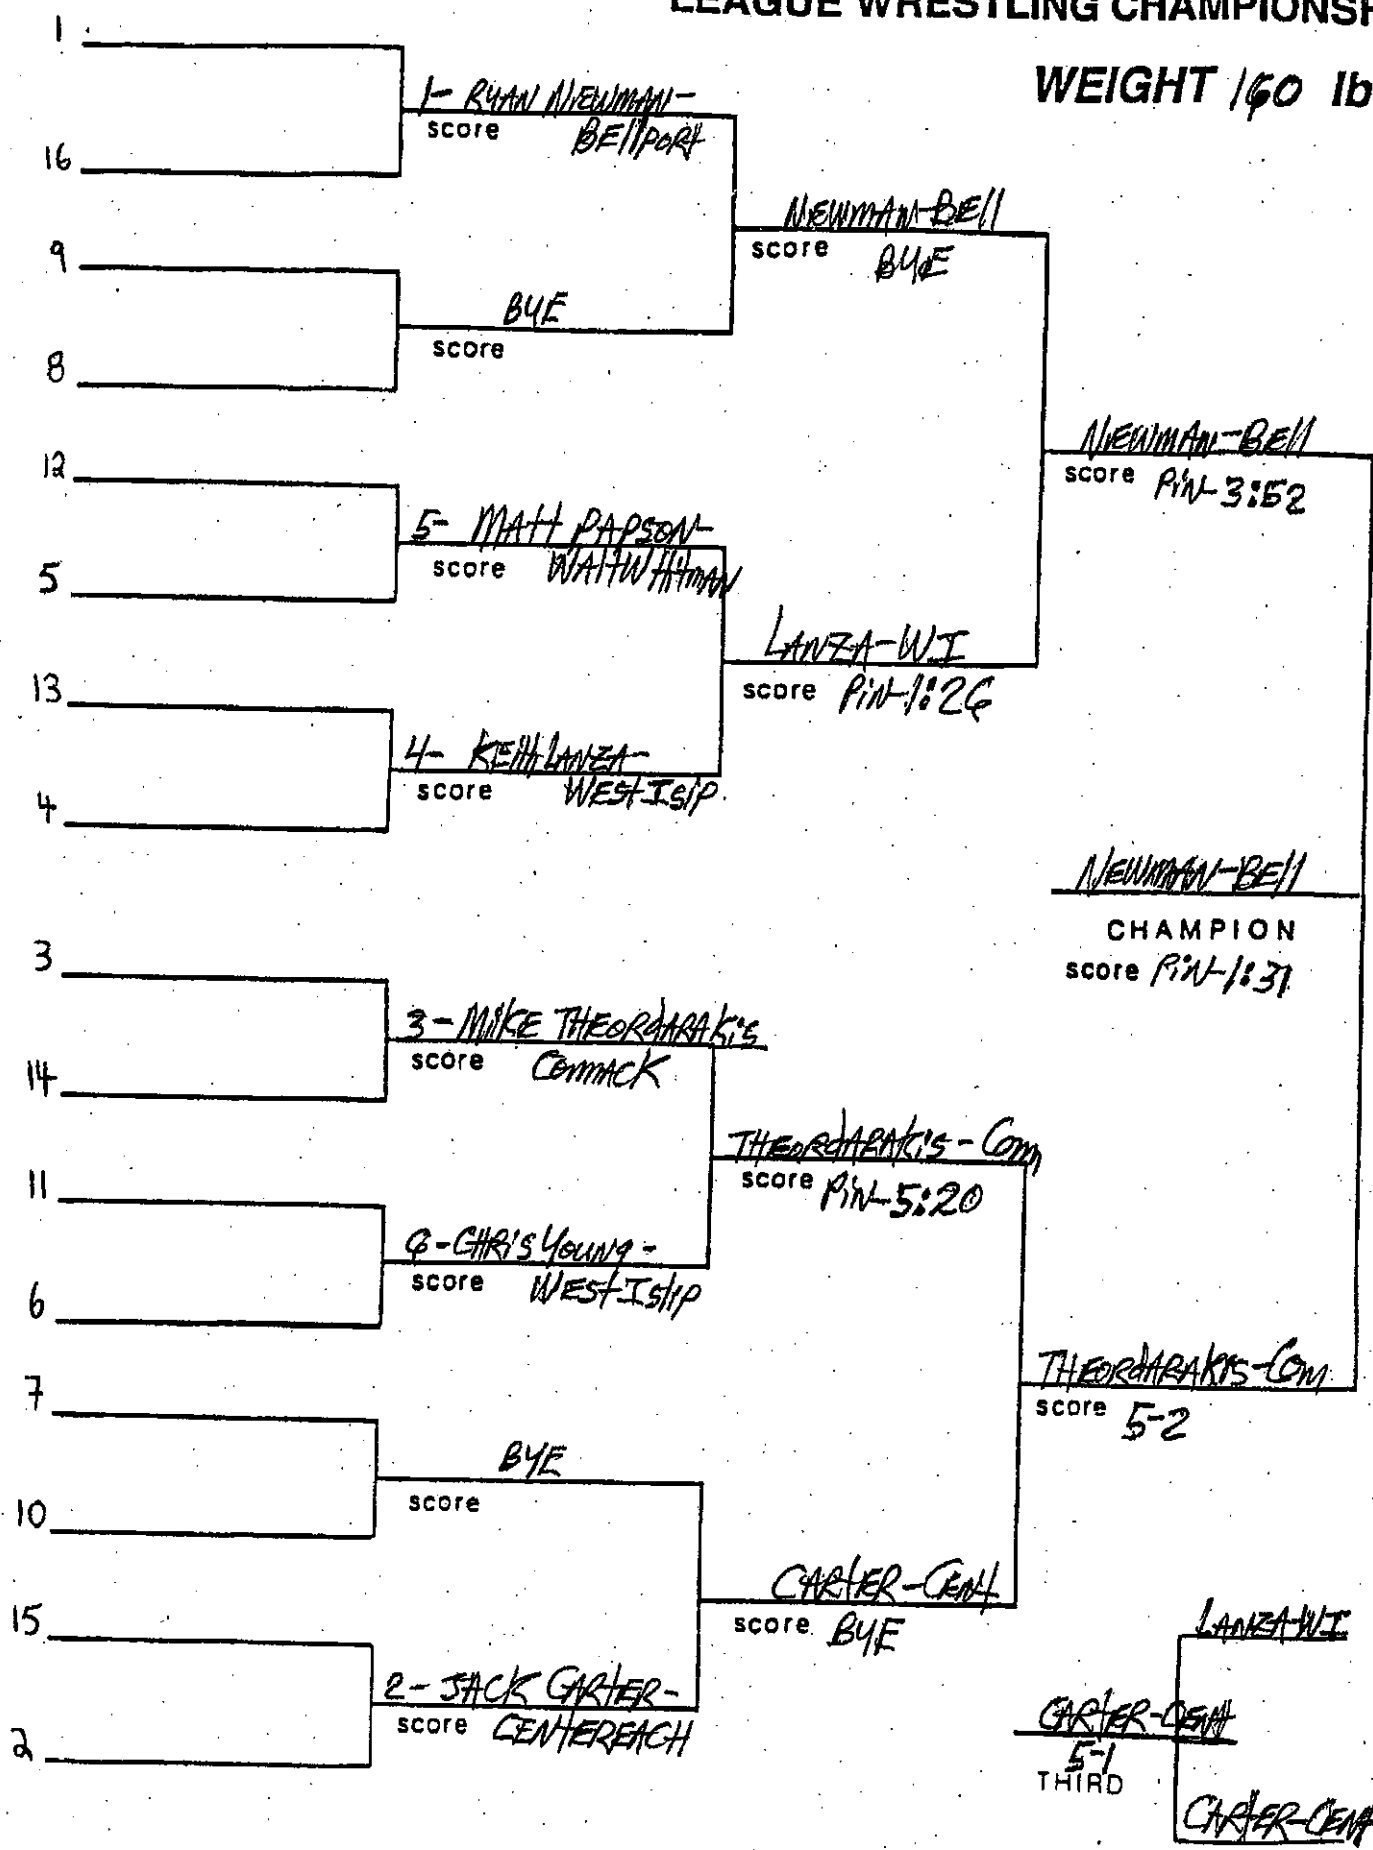 LEAGUE WRESTLING CHAMPIONSH
WEIGHT 160 lb
1
1- RYAN NEWMAN-
score BEllPORT
16
NEWMAN-BEll
score BYE
9
BYE
score
8
NEWMAN-BEll
score PiN-3:52
12
5- MATT PAPSON-
score WALTWHitMAN
5
LANZA-WI
score PiN-1:26
13
4- KEith LANZA-
score WEST ISlIP
4
NEWMAN-BEll
CHAMPION
score PiN-1:31
3
3-MiKE THEORdARAKiS
score COMMACK
14
THEORdARAKiS-Comm
score PiN-5:20
11
6-CHRiS YOUNG-
score WEST ISlIP
6
THEORdARAKiS-Com
score 5-2
7
BYE
score
10
CARTER-CENT
score BYE
15
LANZA-WI
2-JACK CARTER-
score CENTEREACH
CARTER-CENT
5-1
THIRD
2
CARTER-CENT